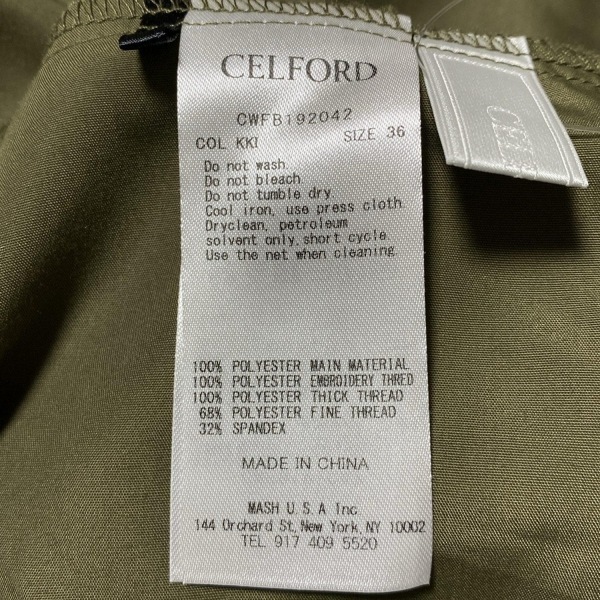 CELFORD
CWFB192042
COL KKI SIZE 36
Do not wash
Do not bleach
Do not tumble dry.
Cool iron, use press cloth.
Dryclean, petroleum
solvent only, short cycle.
Use the net when cleaning.
100% POLYESTER MAIN MATERIAL
100% POLYESTER EMBROIDERY THRED
100% POLYESTER THICK THREAD
68% POLYESTER FINE THREAD
32% SPANDEX
MADE IN CHINA
MASH U.S.A Inc
144 Orchard St, New York, NY 10002
TEL 917 409 5520